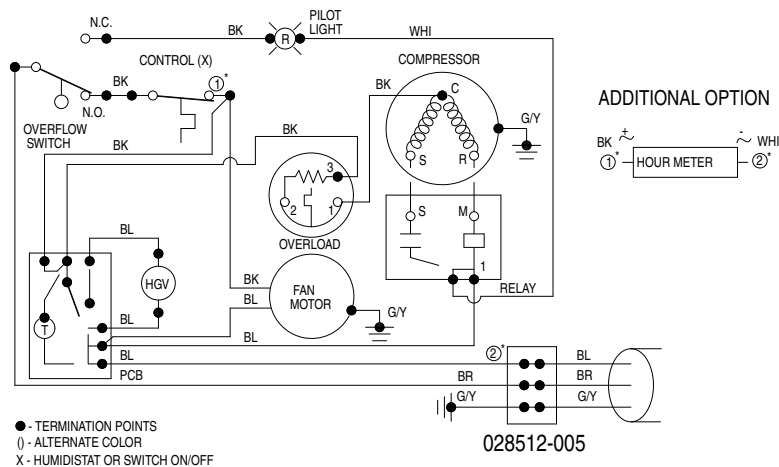 N.C.
BK
R
PILOT
LIGHT
WHI
CONTROL (X)
COMPRESSOR
BK
①*
N.O.
OVERFLOW
SWITCH
BK
BK
BK
C
G/Y
S
R
3
2
1
OVERLOAD
S
M
1
RELAY
ADDITIONAL OPTION
BK
+
~
-
~
WHI
①*
HOUR METER
②*
BL
HGV
BK
BL
FAN
MOTOR
G/Y
T
BL
BL
BL
PCB
②*
BL
BR
BR
G/Y
G/Y
028512-005
● - TERMINATION POINTS
() - ALTERNATE COLOR
X - HUMIDISTAT OR SWITCH ON/OFF